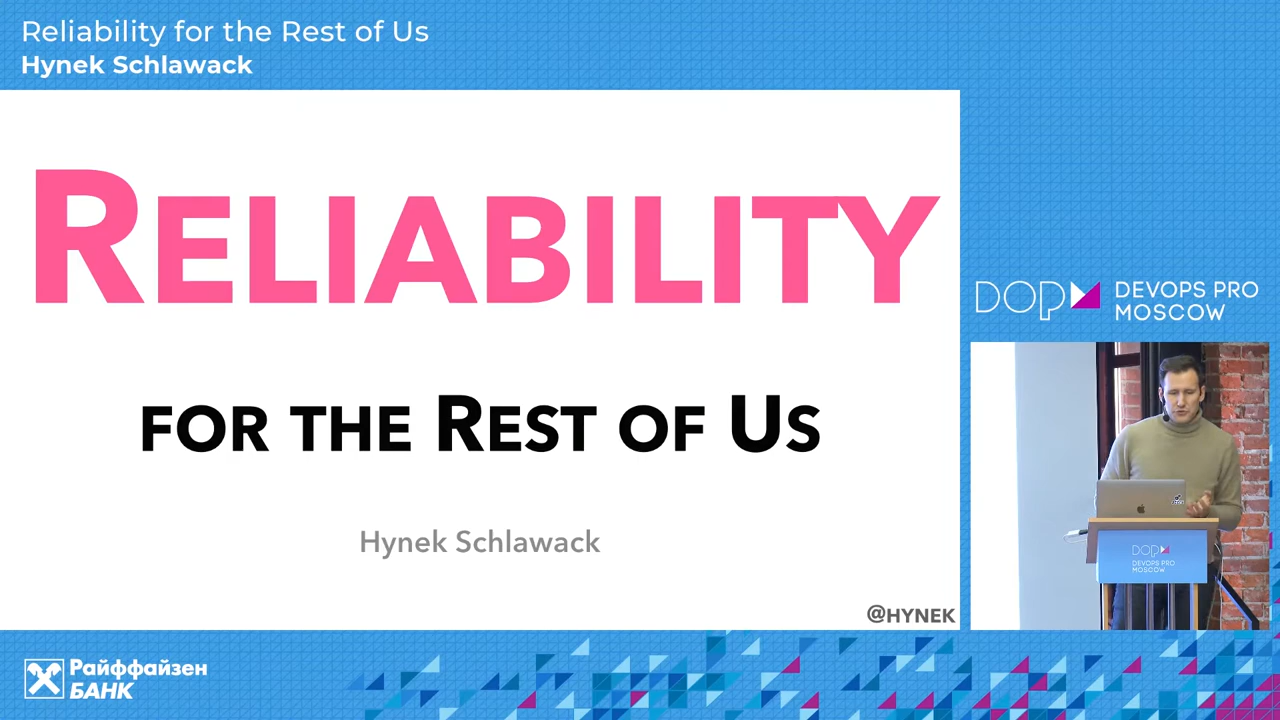 Reliability for the Rest of Us
Hynek Schlawack
RELIABILITY
FOR THE REST OF US
Hynek Schlawack
@HYNEK
DOP
DEVOPS PRO
MOSCOW
DOP
DEVOPS PRO
MOSCOW
Райффайзен
БАНК